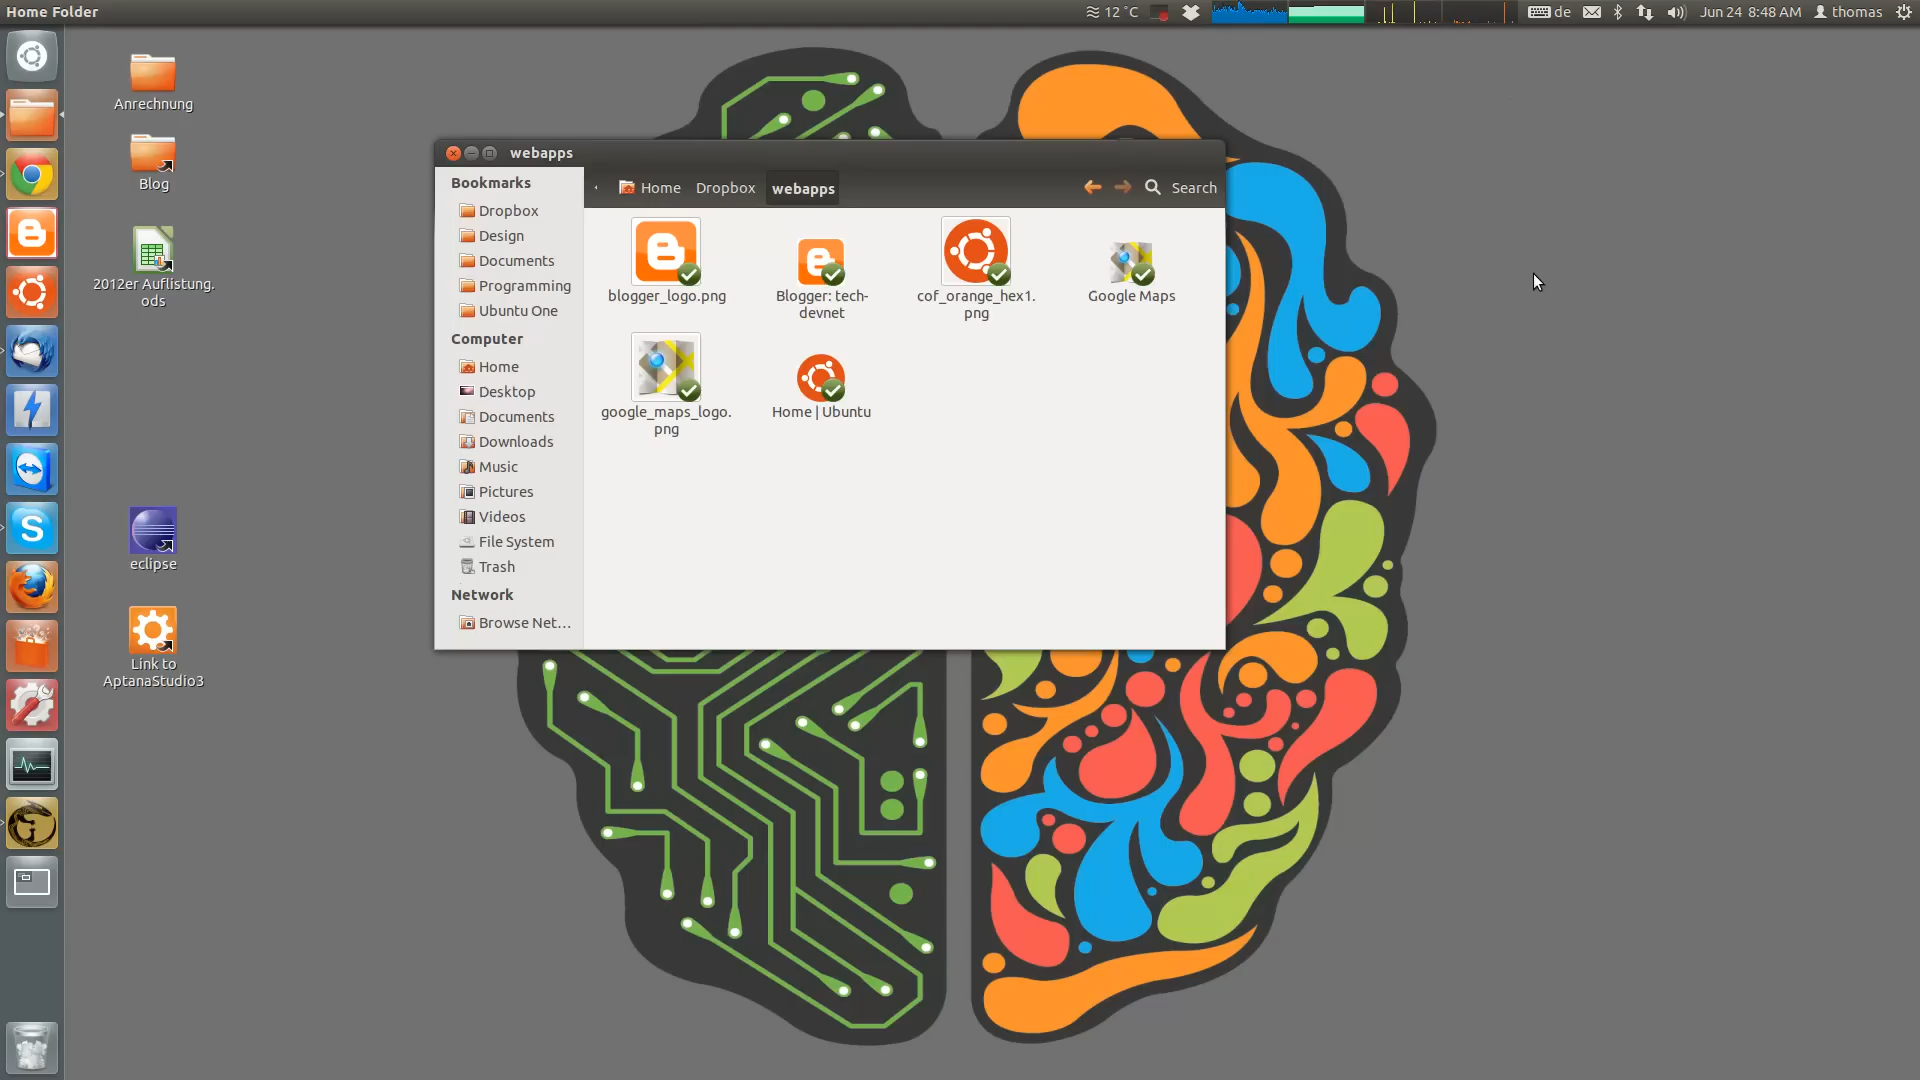 Home Folder
12 °C
de
Jun 24 8:48 AM
thomas
Anrechnung
Blog
2012er Auflistung.
ods
eclipse
Link to
AptanaStudio3
webapps
Bookmarks
Dropbox
Design
Documents
Programming
Ubuntu One
Computer
Home
Desktop
Documents
Downloads
Music
Pictures
Videos
File System
Trash
Network
Browse Net...
Home
Dropbox
webapps
Search
blogger_logo.png
Blogger: tech-
devnet
cof_orange_hex1.
png
Google Maps
google_maps_logo.
png
Home | Ubuntu